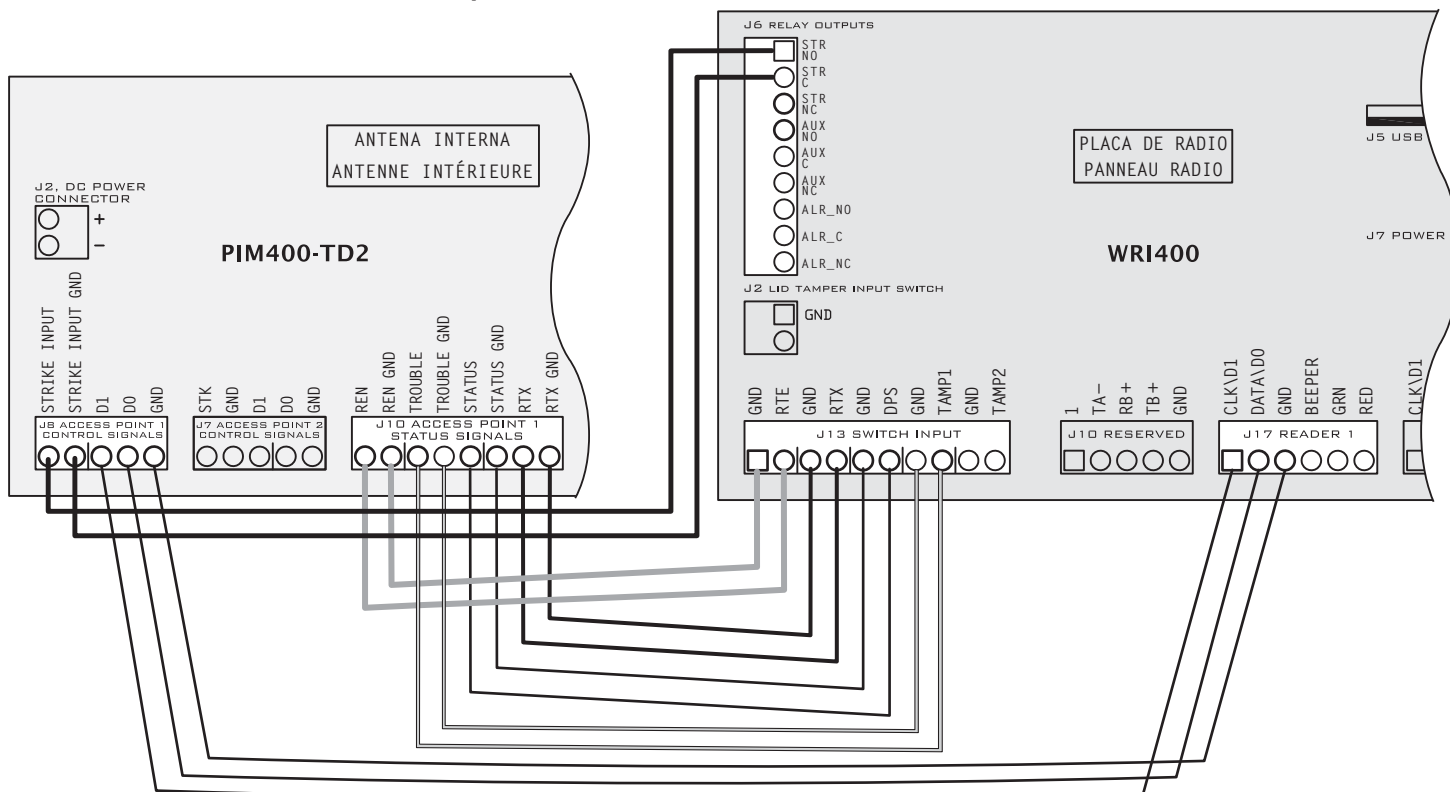 ANTENA INTERNA
ANTENNE INTÉRIEURE
J2, DC POWER
CONNECTOR
+
−
PIM400-TD2
STRIKE INPUT
STRIKE INPUT GND
D1
D0
GND
J8 ACCESS POINT 1
CONTROL SIGNALS
STK
GND
D1
D0
GND
J7 ACCESS POINT 2
CONTROL SIGNALS
REN
REN GND
TROUBLE
TROUBLE GND
STATUS
STATUS GND
RTX
RTX GND
J10 ACCESS POINT 1
STATUS SIGNALS
J6 RELAY OUTPUTS
STR
NO
STR
C
STR
NC
AUX
NO
AUX
C
AUX
NC
ALR_NO
ALR_C
ALR_NC
J2 LID TAMPER INPUT SWITCH
GND
PLACA DE RADIO
PANNEAU RADIO
WRI400
J5 USB
J7 POWER
GND
RTE
GND
RTX
GND
DPS
GND
TAMP1
GND
TAMP2
J13 SWITCH INPUT
1
TA-
RB+
TB+
GND
J10 RESERVED
CLK\D1
DATA\D0
GND
BEEPER
GRN
RED
J17 READER 1
CLK\D1